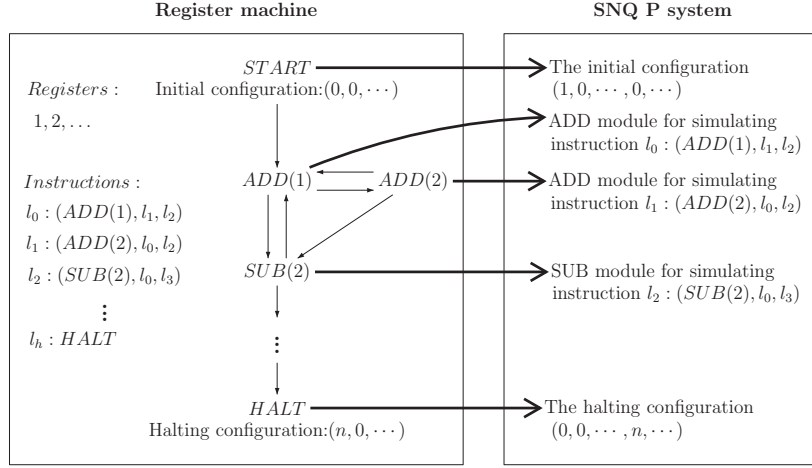 Register machine
SNQ P system
START
Initial configuration:(0, 0, ⋯)
Registers :
1, 2, ...
The initial configuration
(1, 0, ⋯ , 0, ⋯)
ADD module for simulating
instruction l0 : (ADD(1), l1, l2)
Instructions :
l0 : (ADD(1), l1, l2)
l1 : (ADD(2), l0, l2)
l2 : (SUB(2), l0, l3)
⋮
lh : HALT
ADD(1)
ADD(2)
ADD module for simulating
instruction l1 : (ADD(2), l0, l2)
SUB(2)
SUB module for simulating
instruction l2 : (SUB(2), l0, l3)
⋮
HALT
Halting configuration:(n, 0, ⋯)
The halting configuration
(0, 0, ⋯ , n, ⋯)